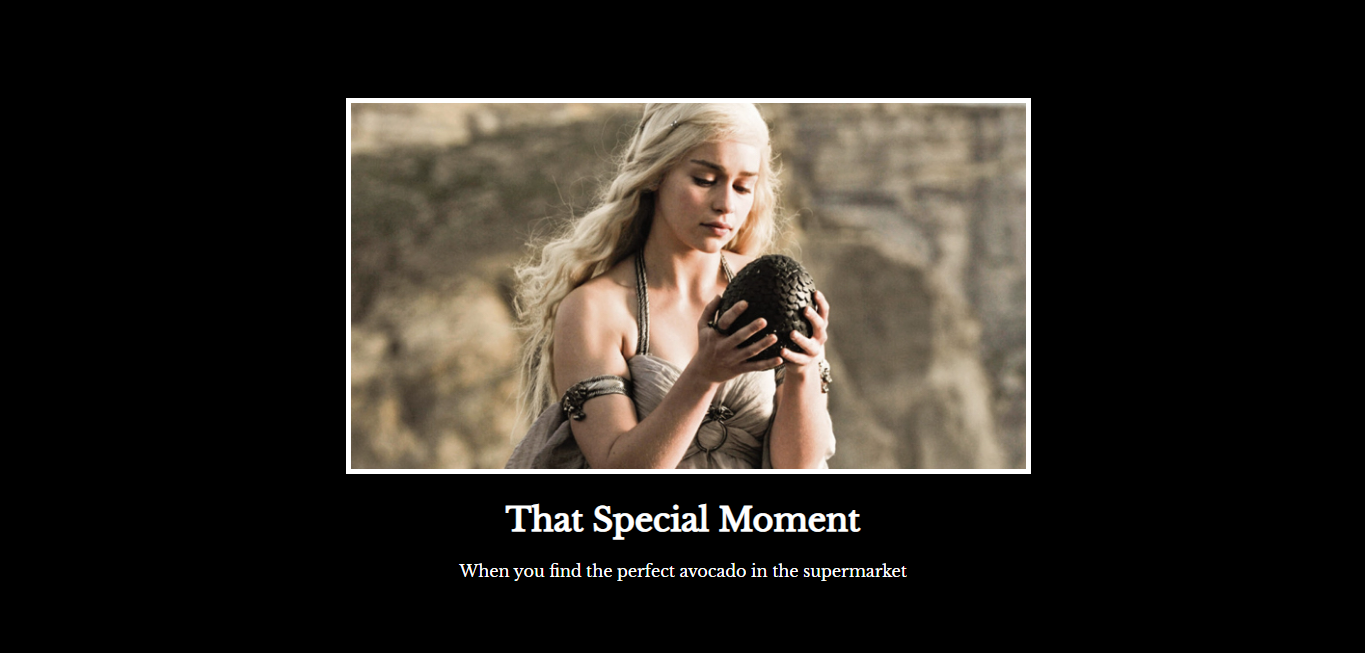 That Special Moment
When you find the perfect avocado in the supermarket